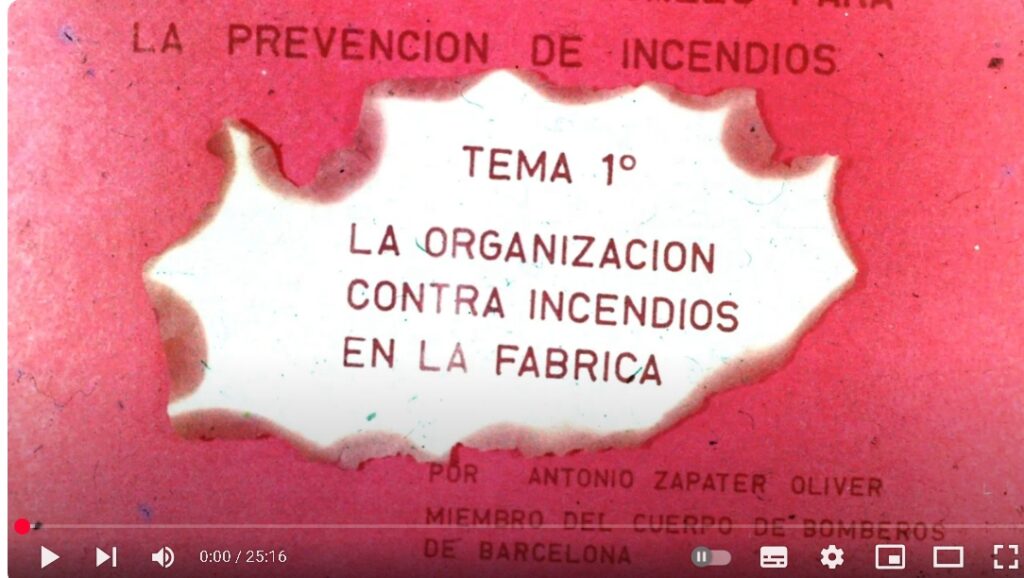 PARA
LA PREVENCION DE INCENDIOS
TEMA 1º
LA ORGANIZACION
CONTRA INCENDIOS
EN LA FABRICA
POR ANTONIO ZAPATER OLIVER
MIEMBRO DEL CUERPO DE BOMBEROS
DE BARCELONA
0:00 / 25:16